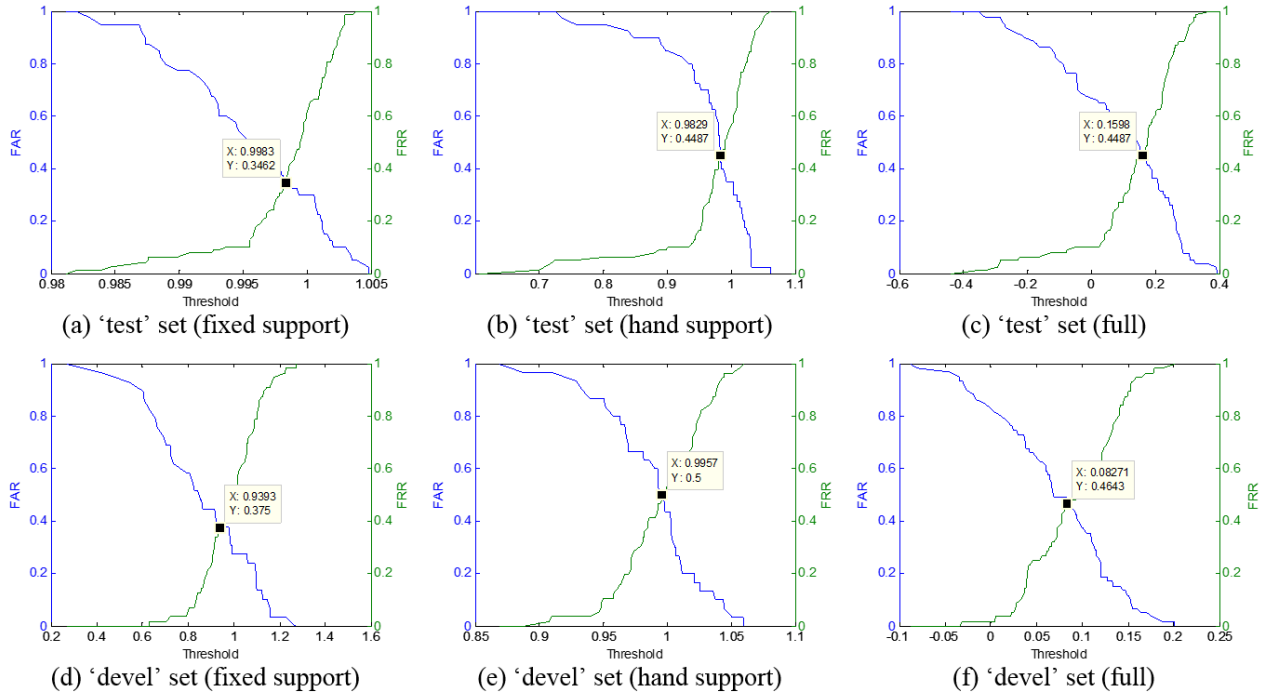 1
0.8
0.6
0.4
0.2
0
FAR
X: 0.9983
Y: 0.3462
1
0.8
0.6
0.4
0.2
0
FRR
0.98 0.985 0.99 0.995 1 1.005
Threshold
(a) ‘test’ set (fixed support)
1
0.8
0.6
0.4
0.2
0
FAR
X: 0.9829
Y: 0.4487
1
0.8
0.6
0.4
0.2
0
FRR
0.7 0.8 0.9 1 1.1
Threshold
(b) ‘test’ set (hand support)
1
0.8
0.6
0.4
0.2
0
FAR
X: 0.1598
Y: 0.4487
1
0.8
0.6
0.4
0.2
0
FRR
-0.6 -0.4 -0.2 0 0.2 0.4
Threshold
(c) ‘test’ set (full)
1
0.8
0.6
0.4
0.2
0
FAR
X: 0.9393
Y: 0.375
1
0.8
0.6
0.4
0.2
0
FRR
0.2 0.4 0.6 0.8 1 1.2 1.4 1.6
Threshold
(d) ‘devel’ set (fixed support)
1
0.8
0.6
0.4
0.2
0
FAR
X: 0.9957
Y: 0.5
1
0.8
0.6
0.4
0.2
0
FRR
0.85 0.9 0.95 1 1.05 1.1
Threshold
(e) ‘devel’ set (hand support)
1
0.8
0.6
0.4
0.2
0
FAR
X: 0.08271
Y: 0.4643
1
0.8
0.6
0.4
0.2
0
FRR
-0.1 -0.05 0 0.05 0.1 0.15 0.2 0.25
Threshold
(f) ‘devel’ set (full)